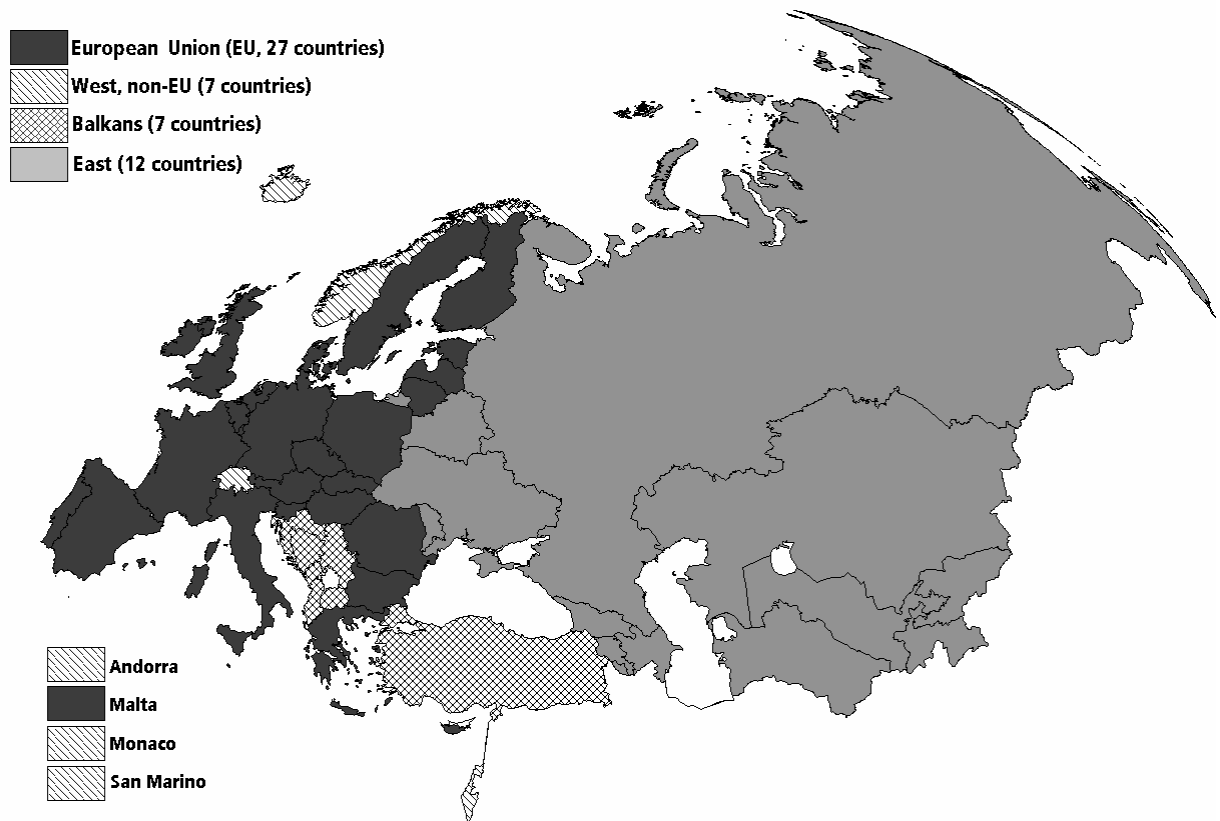 European Union (EU, 27 countries)
West, non-EU (7 countries)
Balkans (7 countries)
East (12 countries)
Andorra
Malta
Monaco
San Marino